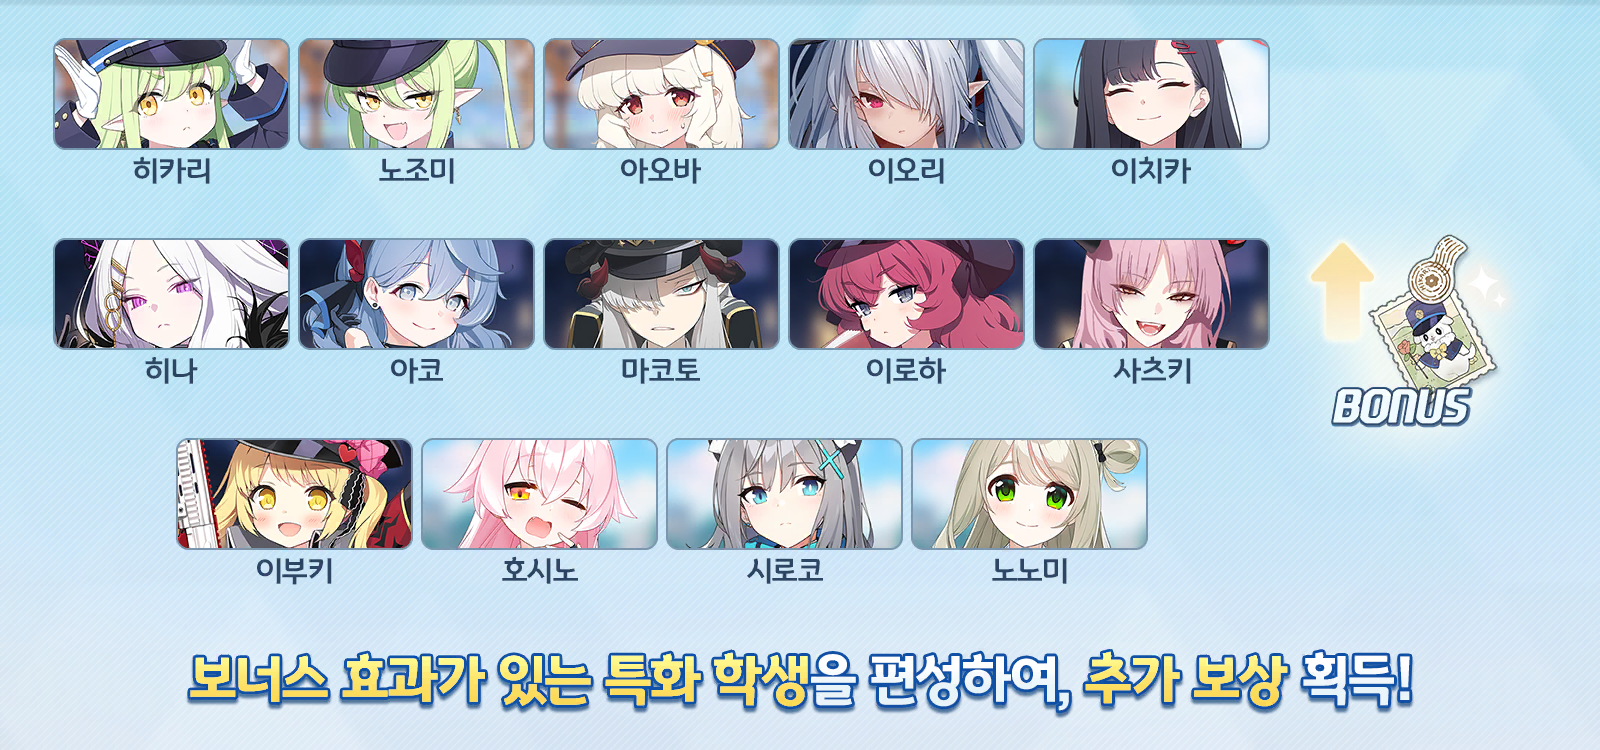 히카리 노조미 아오바 이오리 이치카
히나 아코 마코토 이로하 사츠키
BONUS
이부키 호시노 시로코 노노미
보너스 효과가 있는 특화 학생을 편성하여, 추가 보상 획득!